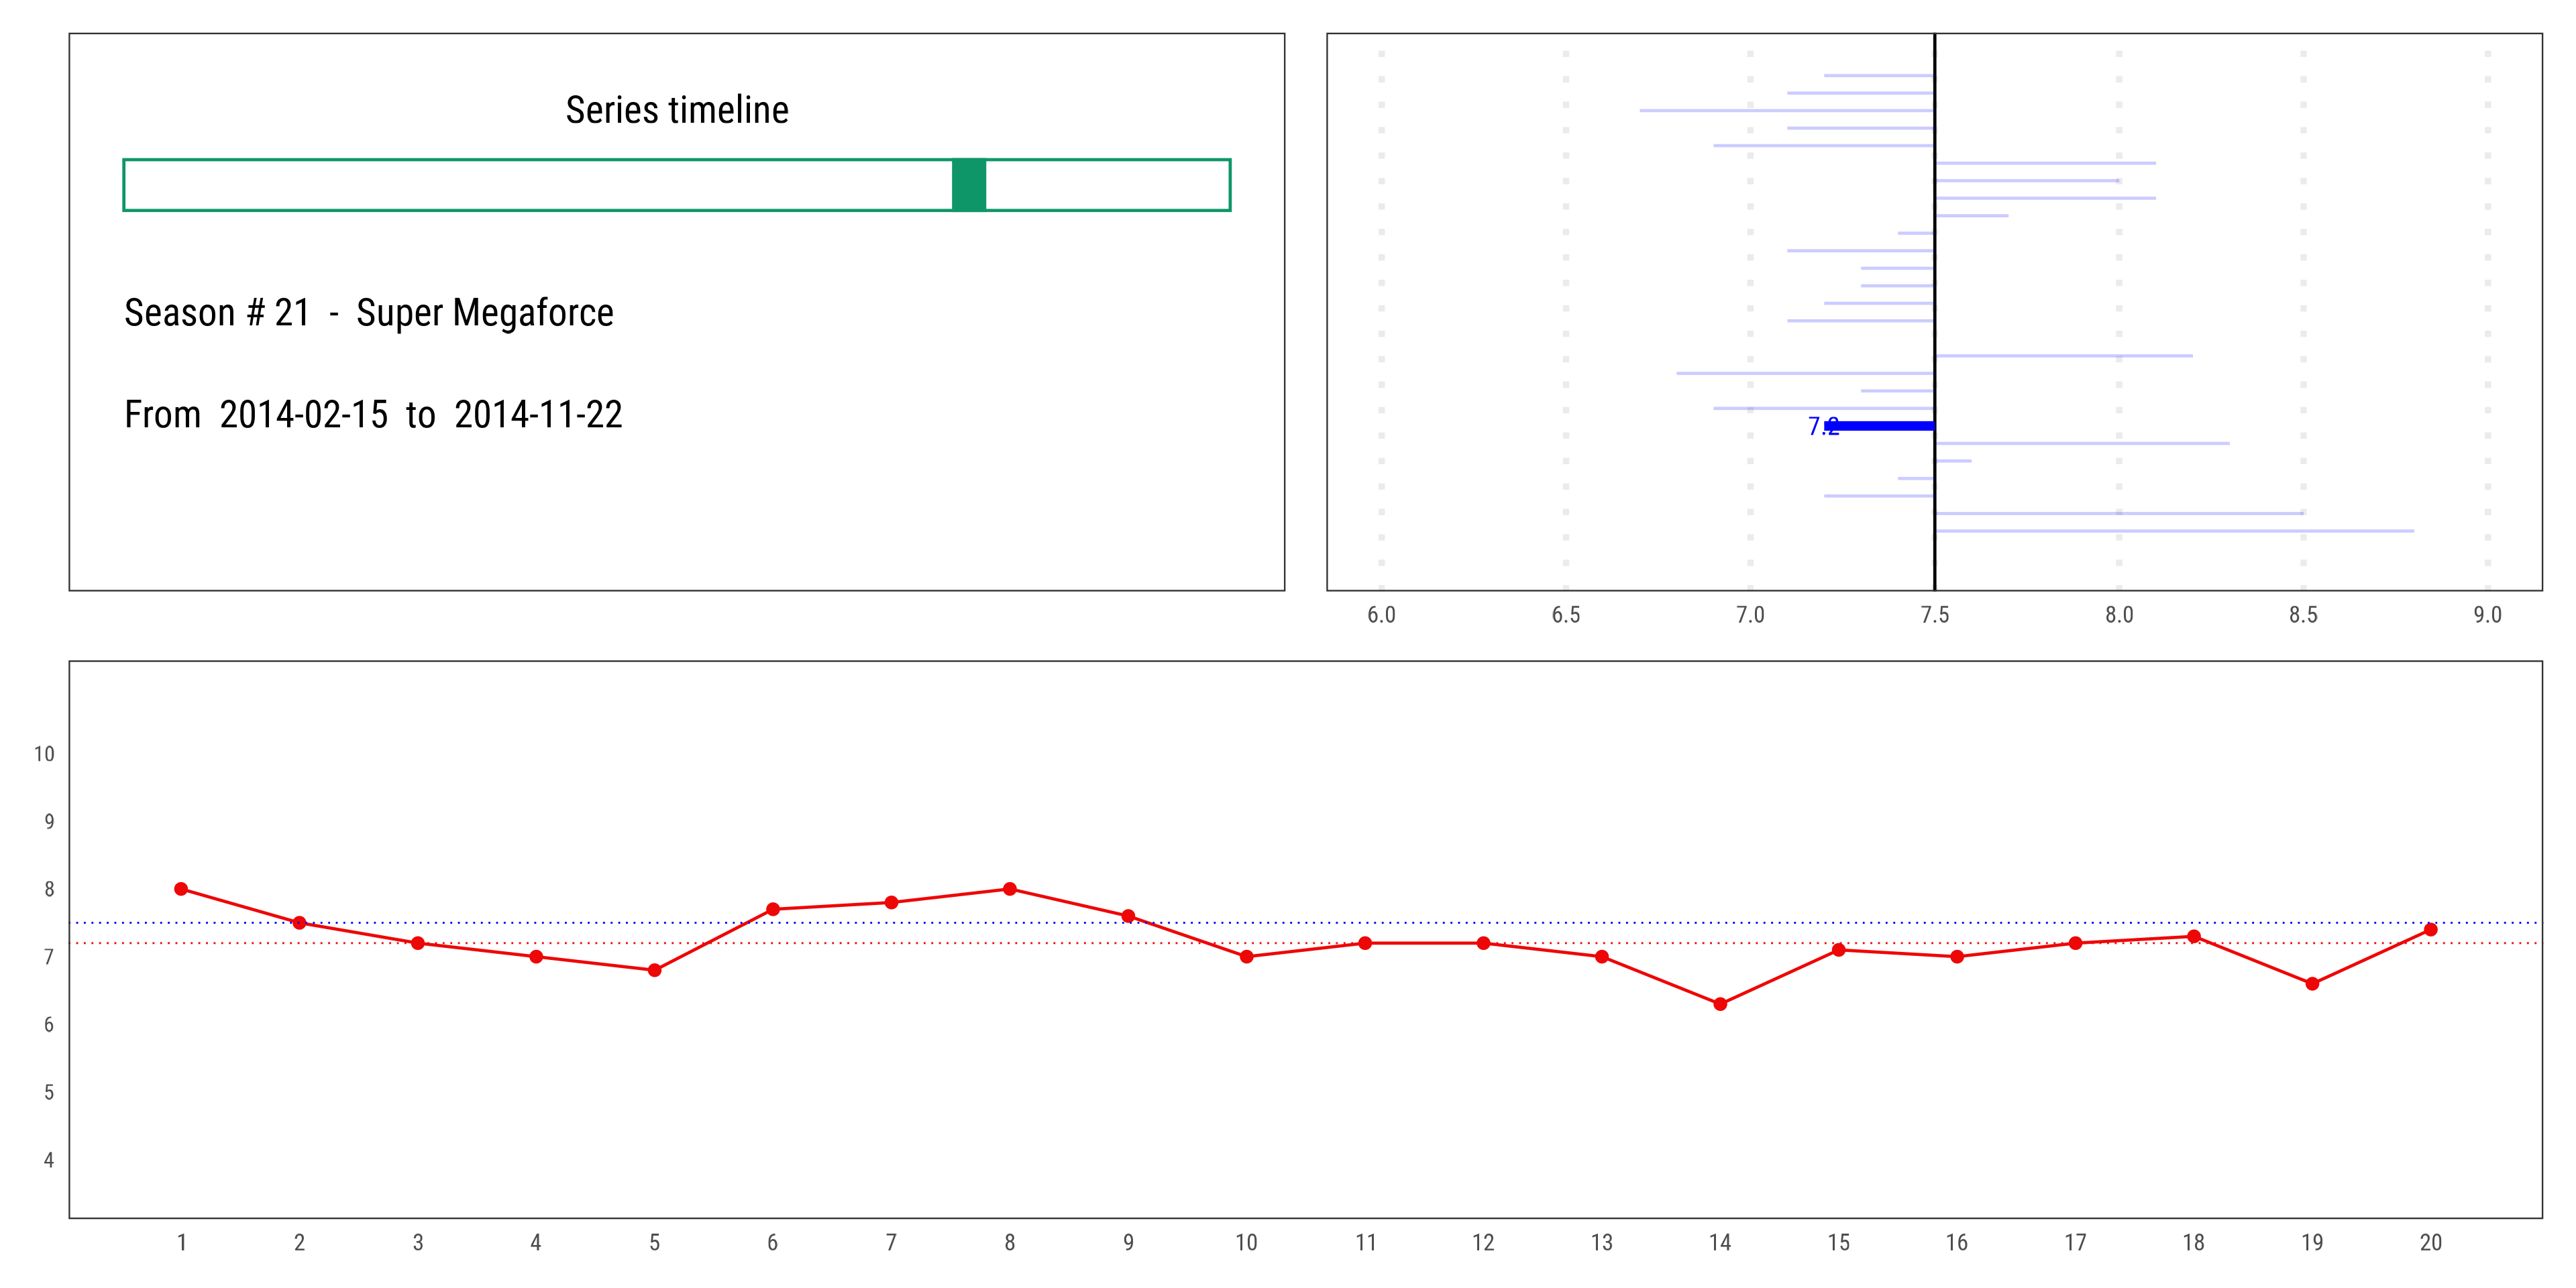 Series timeline
Season # 21 - Super Megaforce
From 2014-02-15 to 2014-11-22
7.2
6.0 6.5 7.0 7.5 8.0 8.5 9.0
10
9
8
7
6
5
4
1 2 3 4 5 6 7 8 9 10 11 12 13 14 15 16 17 18 19 20